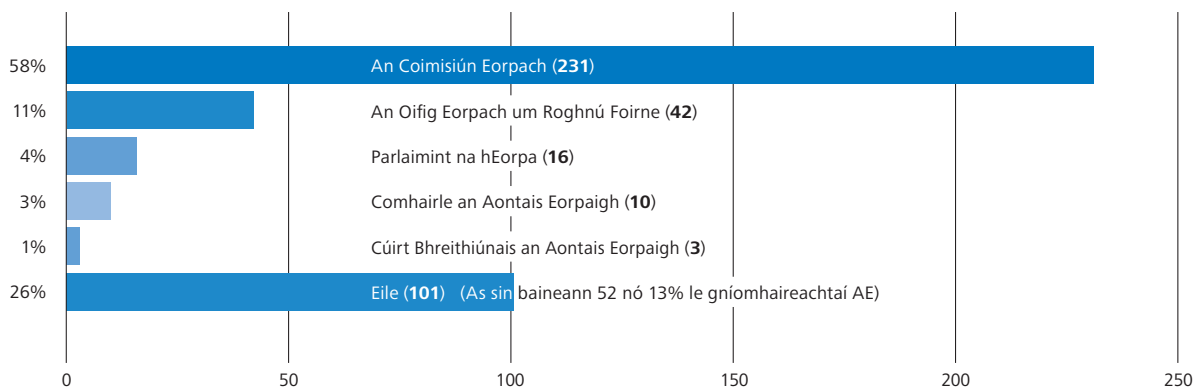 58% An Coimisiún Eorpach (231)
11% An Oifig Eorpach um Roghnú Foirne (42)
4% Parlaimint na hEorpa (16)
3% Comhairle an Aontais Eorpaigh (10)
1% Cúirt Bhreithiúnais an Aontais Eorpaigh (3)
26% Eile (101) (As sin baineann 52 nó 13% le gníomhaireachtaí AE)
0 50 100 150 200 250